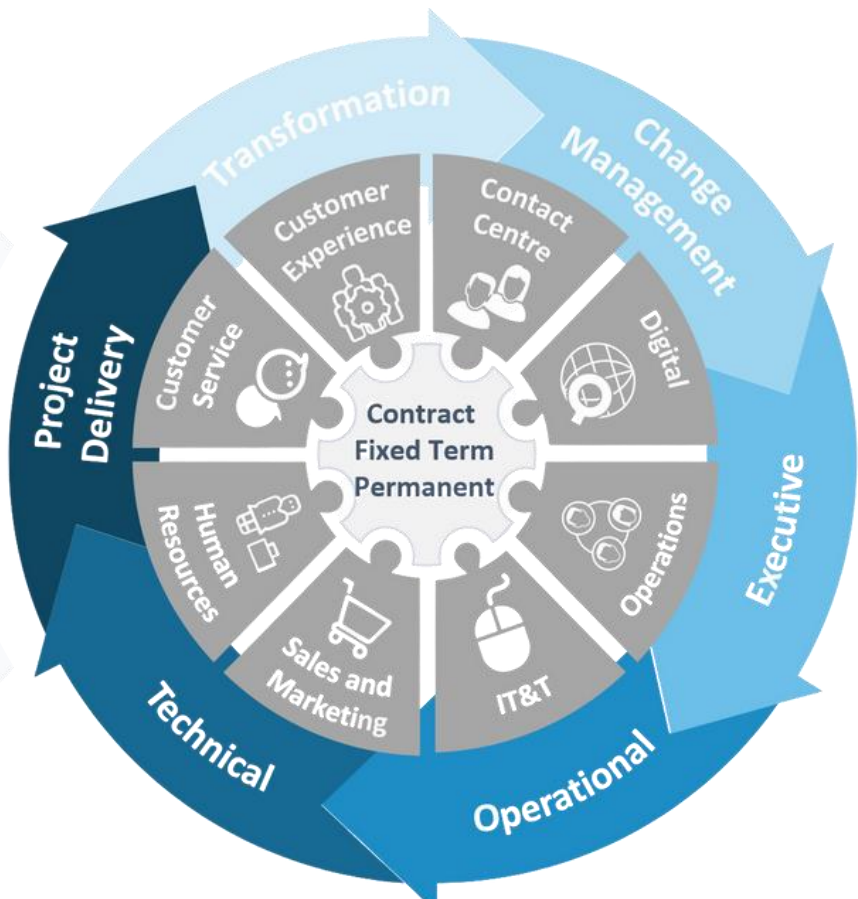 Transformation
Change
Management
Executive
Operational
Technical
Project
Delivery
Customer
Experience
Contact
Centre
Digital
Operations
IT&T
Sales and
Marketing
Human
Resources
Customer
Service
Contract
Fixed Term
Permanent